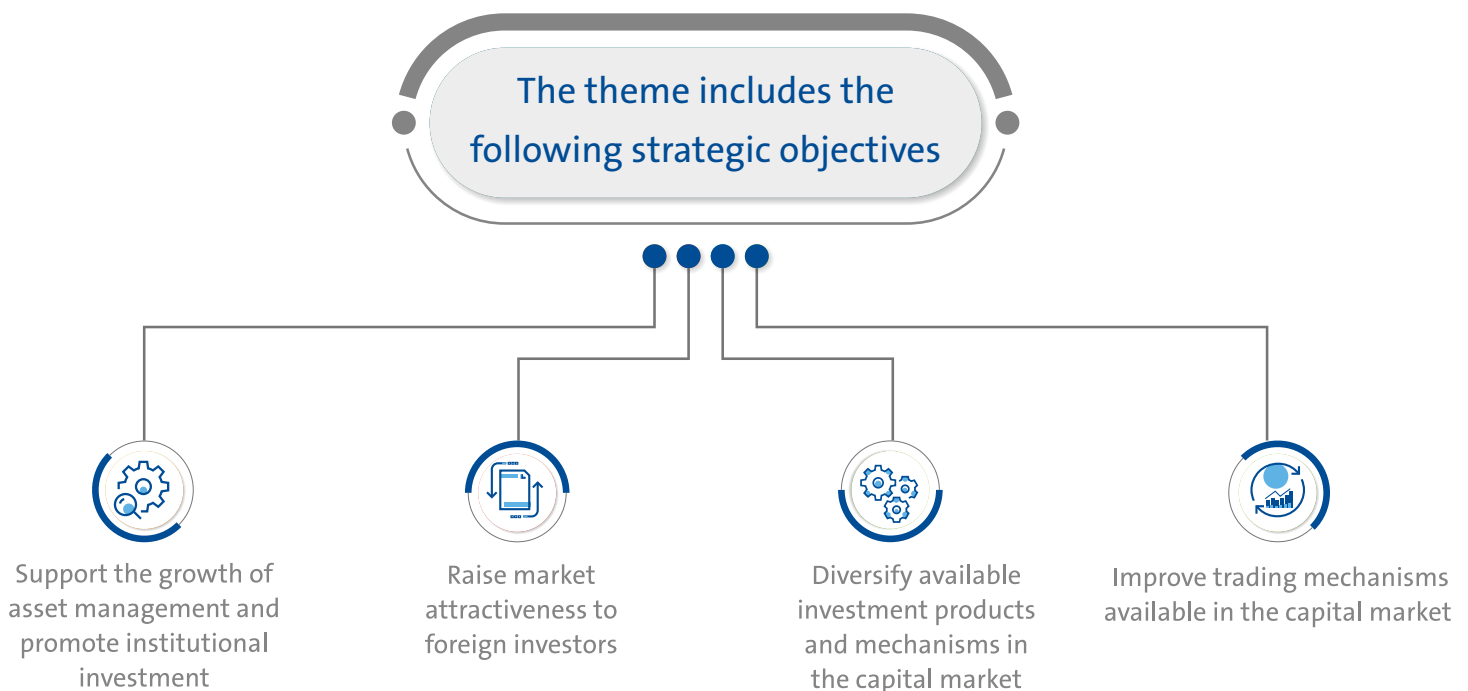 The theme includes the
following strategic objectives
Support the growth of
asset management and
promote institutional
investment
Raise market
attractiveness to
foreign investors
Diversify available
investment products
and mechanisms in
the capital market
Improve trading mechanisms
available in the capital market